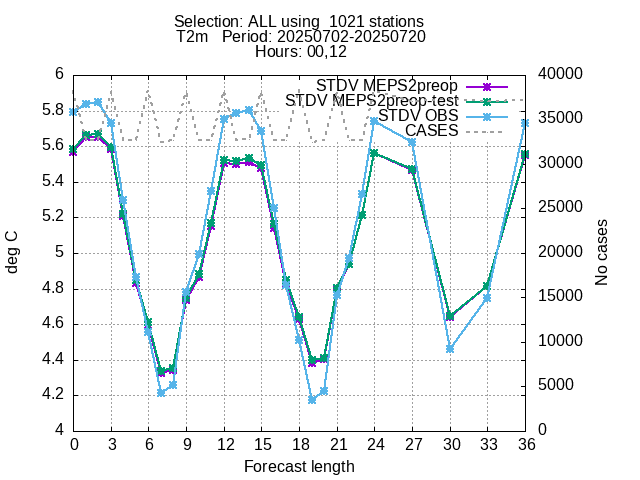 Selection: ALL using  1021 stations
T2m   Period: 20250702-20250720
Hours: 00,12
STDV MEPS2preop
STDV MEPS2preop-test
STDV OBS
CASES
deg C
6
5.8
5.6
5.4
5.2
5
4.8
4.6
4.4
4.2
4
40000
35000
30000
25000
20000
15000
10000
5000
0
No cases
0 3 6 9 12 15 18 21 24 27 30 33 36
Forecast length